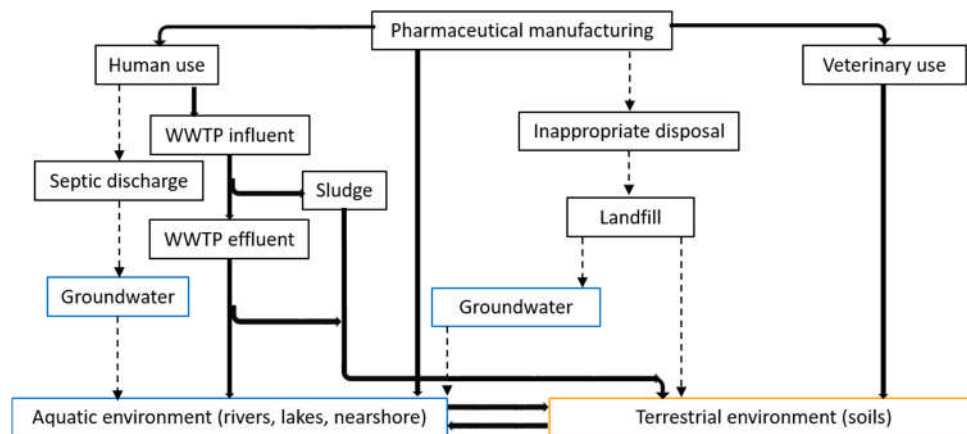 Pharmaceutical manufacturing
Human use
Veterinary use
WWTP influent
Inappropriate disposal
Septic discharge
Sludge
Landfill
WWTP effluent
Groundwater
Groundwater
Aquatic environment (rivers, lakes, nearshore)
Terrestrial environment (soils)